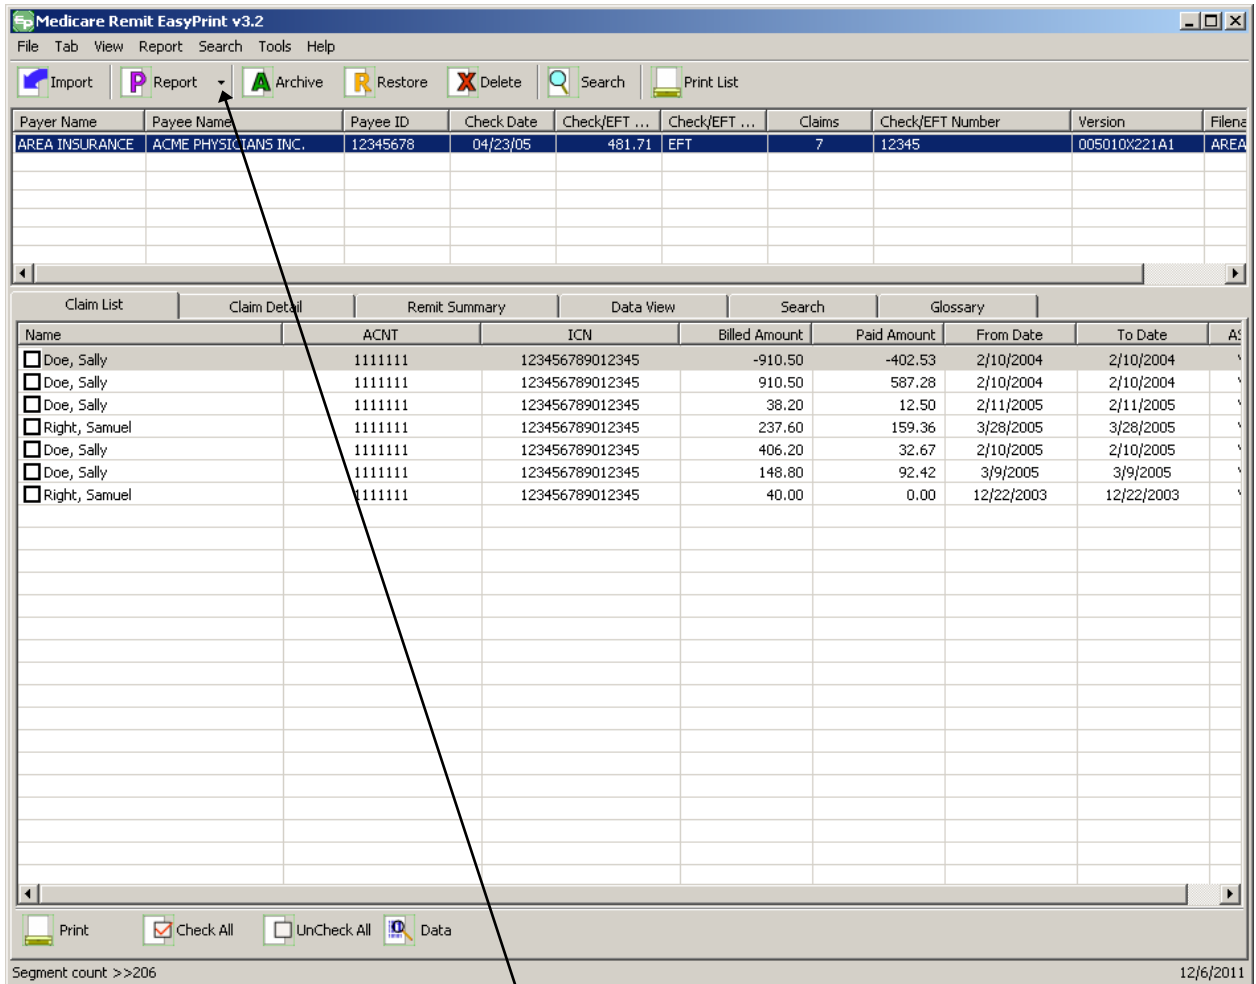 Medicare Remit EasyPrint v3.2
File Tab View Report Search Tools Help
Import Report Archive Restore Delete Search Print List
Payer Name Payee Name Payee ID Check Date Check/EFT ... Check/EFT ... Claims Check/EFT Number Version Filena
AREA INSURANCE ACME PHYSICIANS INC. 12345678 04/23/05 481.71 EFT 7 12345 005010X221A1 AREA
Claim List Claim Detail Remit Summary Data View Search Glossary
Name ACNT ICN Billed Amount Paid Amount From Date To Date AS
Doe, Sally 1111111 123456789012345 -910.50 -402.53 2/10/2004 2/10/2004
Doe, Sally 1111111 123456789012345 910.50 587.28 2/10/2004 2/10/2004
Doe, Sally 1111111 123456789012345 38.20 12.50 2/11/2005 2/11/2005
Right, Samuel 1111111 123456789012345 237.60 159.36 3/28/2005 3/28/2005
Doe, Sally 1111111 123456789012345 406.20 32.67 2/10/2005 2/10/2005
Doe, Sally 1111111 123456789012345 148.80 92.42 3/9/2005 3/9/2005
Right, Samuel 1111111 123456789012345 40.00 0.00 12/22/2003 12/22/2003
Print Check All UnCheck All Data
Segment count >>206 12/6/2011